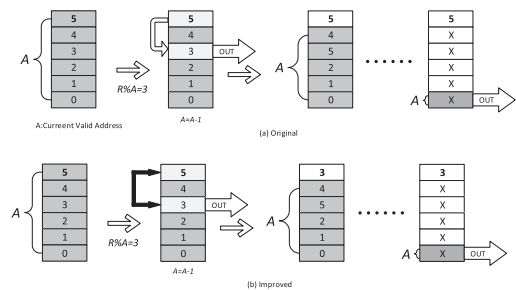 5 5 5 5
4 4 4 X
A 3 3 OUT A 5 X
2 2 2 X
1 1 1 X
0 0 0 A X OUT
R%A=3
A:Cureent Valid Address
A=A-1
(a) Original
5 5 3 3
4 4 4 X
A 3 3 OUT A 5 X
2 2 2 X
1 1 1 X
0 0 0 A X OUT
R%A=3
A=A-1
(b) Improved